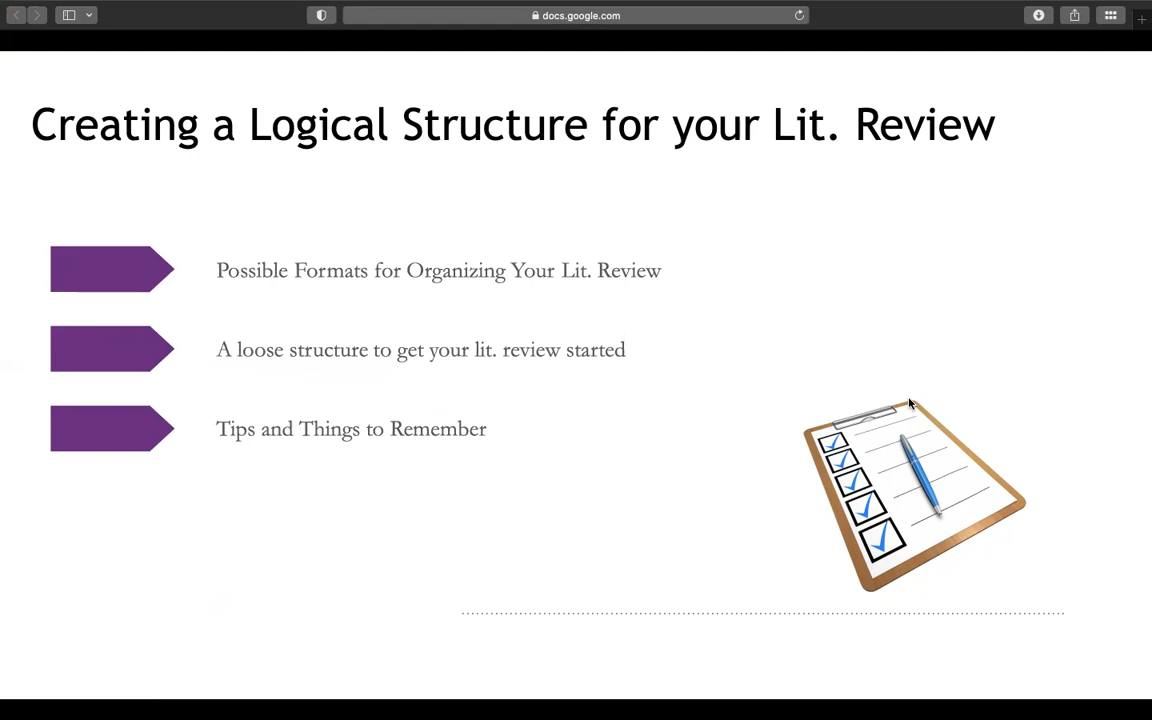 docs.google.com
Creating a Logical Structure for your Lit. Review
Possible Formats for Organizing Your Lit. Review
A loose structure to get your lit. review started
Tips and Things to Remember